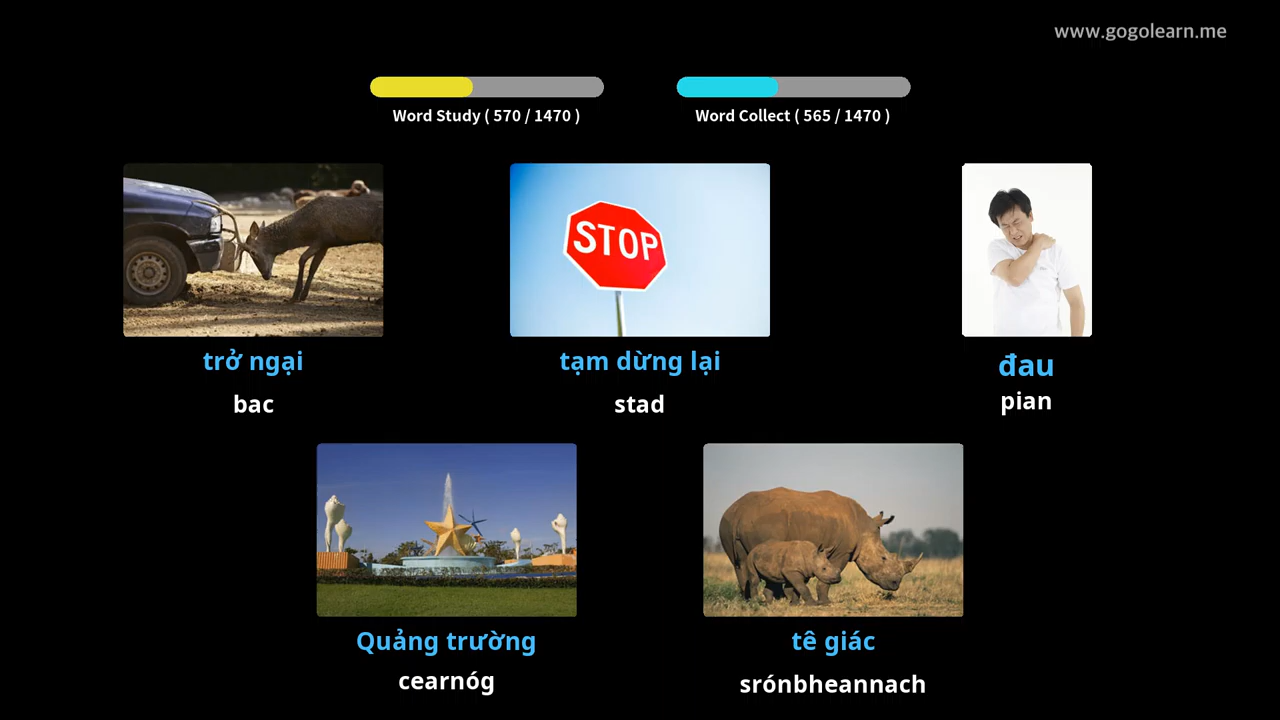 www.gogolearn.me
Word Study ( 570 / 1470 )
Word Collect ( 565 / 1470 )
STOP
trở ngại
tạm dừng lại
đau
bac
stad
pian
Quảng trường
tê giác
cearnóg
srónbheannach